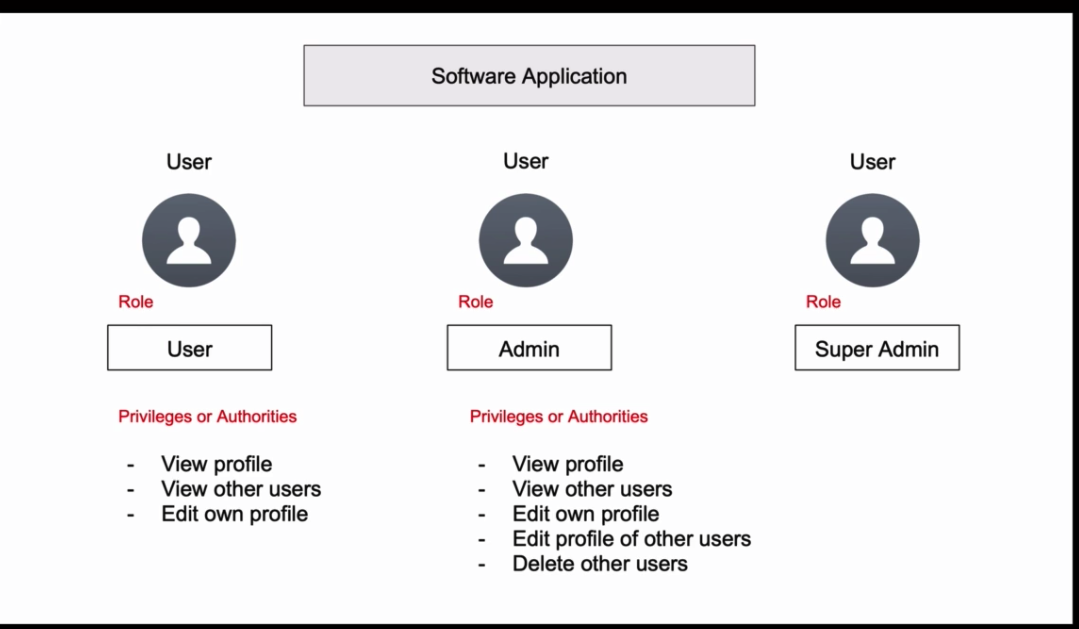 Software Application
User
User
User
Role
Role
Role
User
Admin
Super Admin
Privileges or Authorities
- View profile
- View other users
- Edit own profile
Privileges or Authorities
- View profile
- View other users
- Edit own profile
- Edit profile of other users
- Delete other users